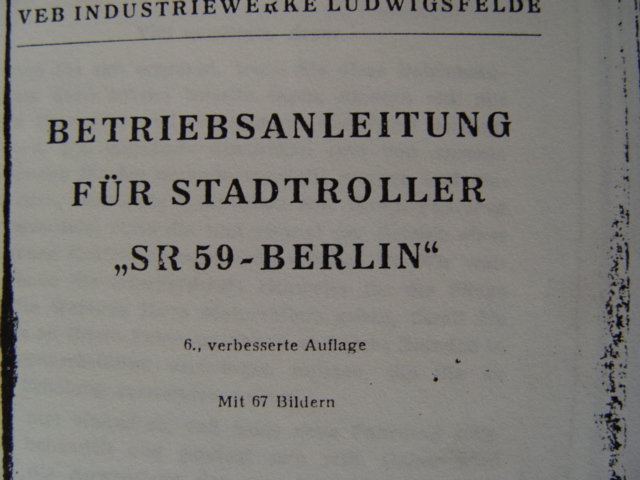 VEB INDUSTRIEWERKE LUDWIGSFELDE
BETRIEBSANLEITUNG
FÜR STADTROLLER
„SR 59-BERLIN“
6., verbesserte Auflage
Mit 67 Bildern